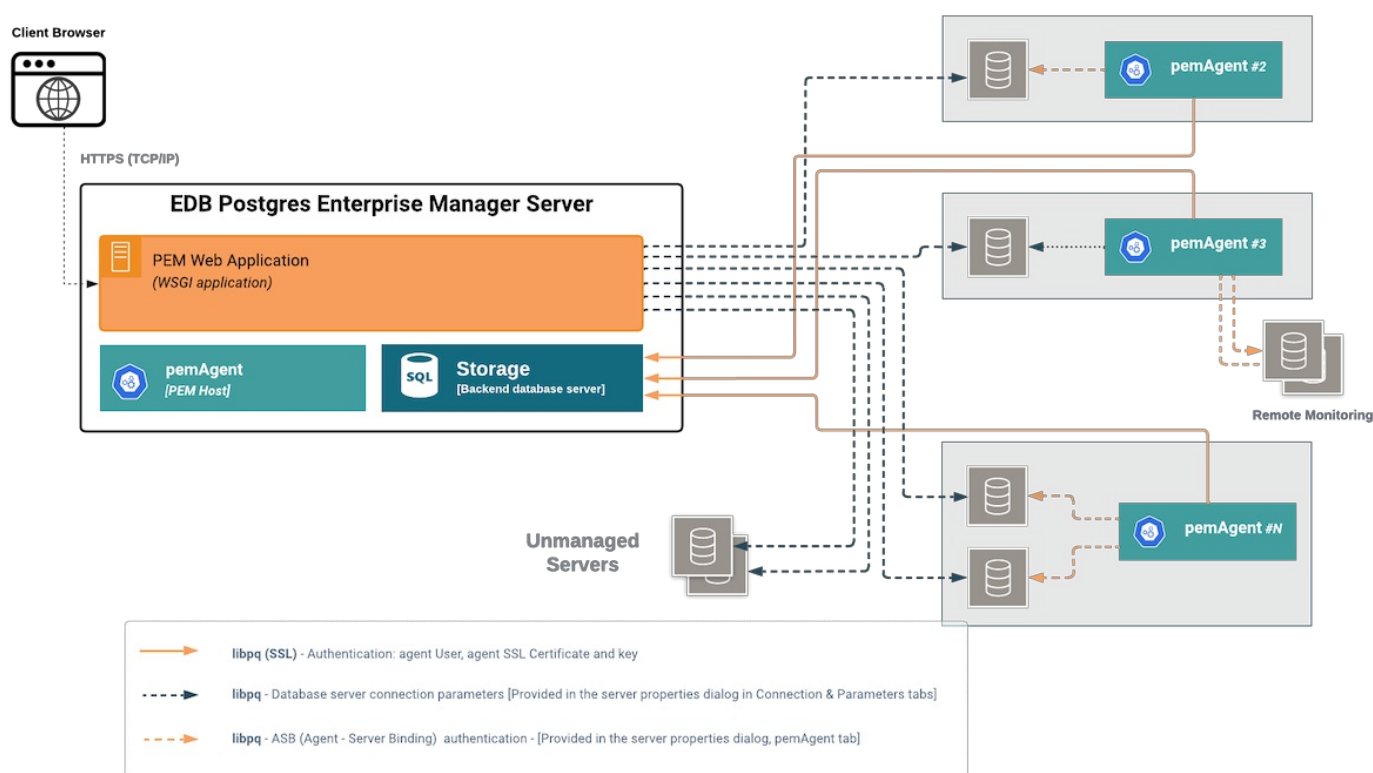 Client Browser
HTTPS (TCP/IP)
EDB Postgres Enterprise Manager Server
PEM Web Application
(WSGI application)
pemAgent
[PEM Host]
SQL
Storage
[Backend database server]
pemAgent #2
pemAgent #3
Remote Monitoring
pemAgent #N
Unmanaged
Servers
libpq (SSL) - Authentication: agent User, agent SSL Certificate and key
libpq - Database server connection parameters [Provided in the server properties dialog in Connection & Parameters tabs]
libpq - ASB (Agent - Server Binding) authentication - [Provided in the server properties dialog, pemAgent tab]